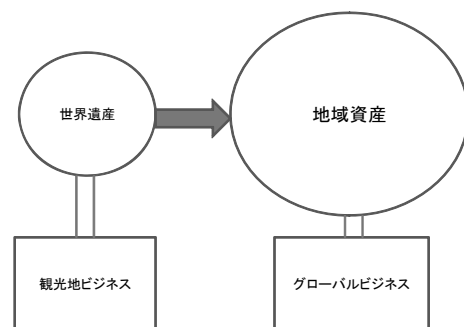 世界遺産
地域資産
観光地ビジネス
グローバルビジネス